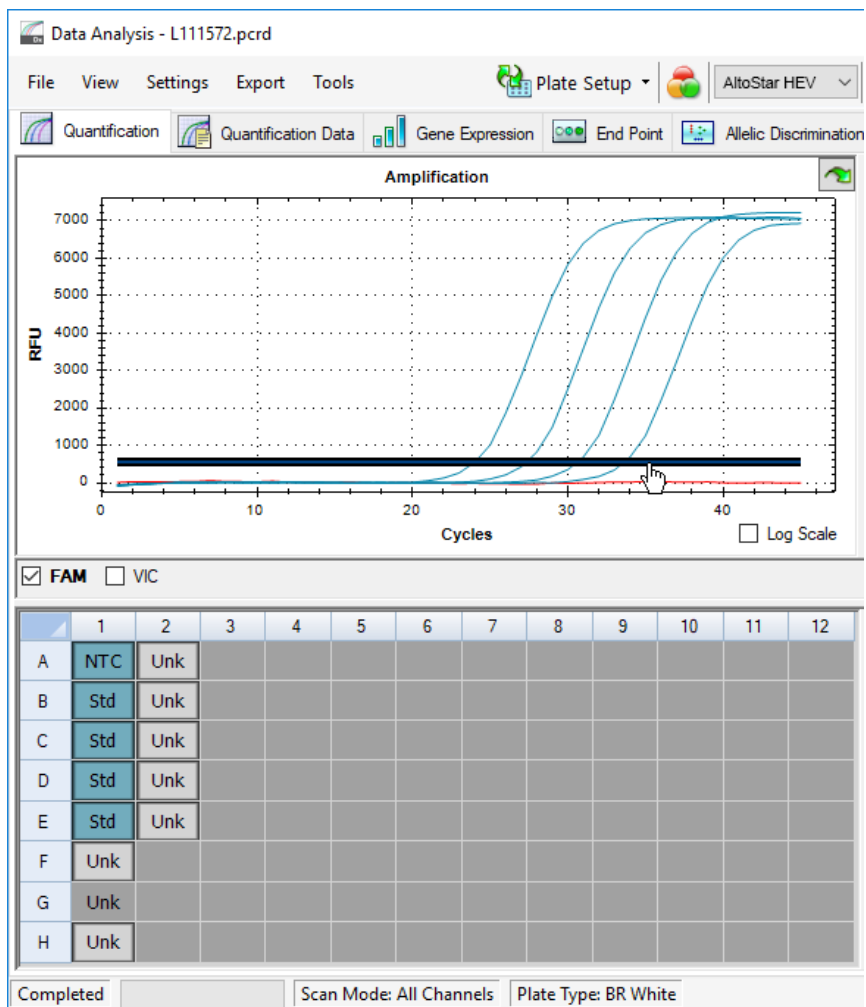 Data Analysis - L111572.pcrd
File View Settings Export Tools Plate Setup AltoStar HEV
Quantification Quantification Data Gene Expression End Point Allelic Discrimination
Amplification
7000
6000
5000
4000
3000
2000
1000
0
RFU
0 10 20 30 40
Cycles
Log Scale
FAM VIC
1 2 3 4 5 6 7 8 9 10 11 12
A NTC Unk
B Std Unk
C Std Unk
D Std Unk
E Std Unk
F Unk
G Unk
H Unk
Completed Scan Mode: All Channels Plate Type: BR White